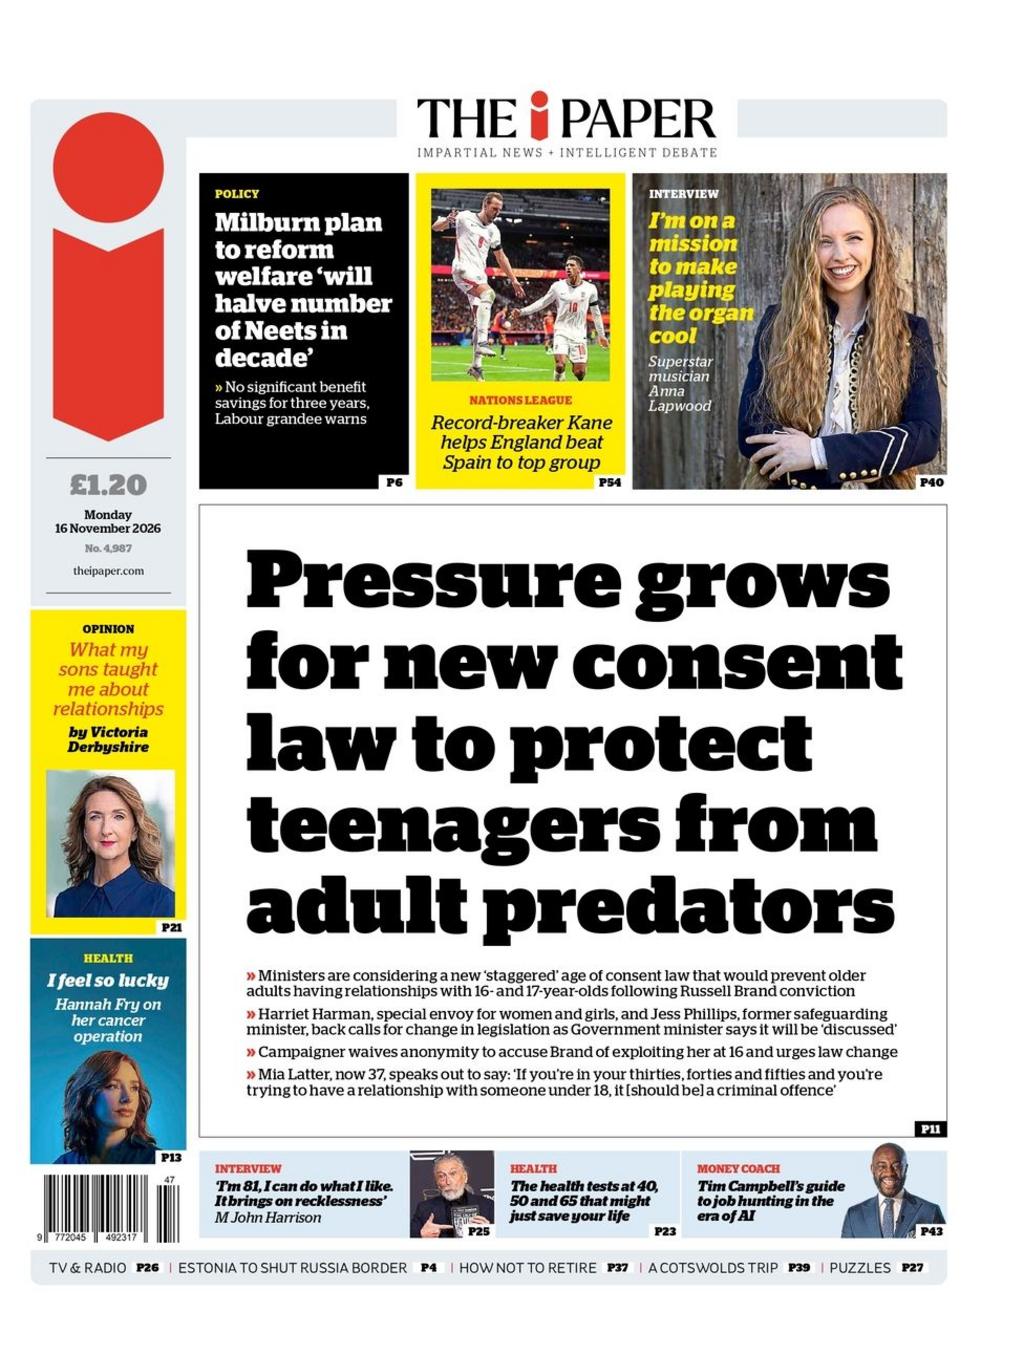 THE i PAPER
IMPARTIAL NEWS + INTELLIGENT DEBATE
£1.20
Monday
16 November 2026
No. 4,987
theipaper.com
POLICY
Milburn plan
to reform
welfare ‘will
halve number
of Neets in
decade’
» No significant benefit
savings for three years,
Labour grandee warns
P6
NATIONS LEAGUE
Record-breaker Kane
helps England beat
Spain to top group
P54
INTERVIEW
I’m on a
mission
to make
playing
the organ
cool
Superstar
musician
Anna
Lapwood
P40
OPINION
What my
sons taught
me about
relationships
by Victoria
Derbyshire
P21
HEALTH
I feel so lucky
Hannah Fry on
her cancer
operation
P13
Pressure grows
for new consent
law to protect
teenagers from
adult predators
» Ministers are considering a new ‘staggered’ age of consent law that would prevent older
adults having relationships with 16- and 17-year-olds following Russell Brand conviction
» Harriet Harman, special envoy for women and girls, and Jess Phillips, former safeguarding
minister, back calls for change in legislation as Government minister says it will be ‘discussed’
» Campaigner waives anonymity to accuse Brand of exploiting her at 16 and urges law change
» Mia Latter, now 37, speaks out to say: ‘If you’re in your thirties, forties and fifties and you’re
trying to have a relationship with someone under 18, it [should be] a criminal offence’
P11
47
9 772045 492317
INTERVIEW
‘I’m 81, I can do what I like.
It brings on recklessness’
M John Harrison
P25
HEALTH
The health tests at 40,
50 and 65 that might
just save your life
P23
MONEY COACH
Tim Campbell’s guide
to job hunting in the
era of AI
P43
TV & RADIO P26 | ESTONIA TO SHUT RUSSIA BORDER P4 | HOW NOT TO RETIRE P37 | A COTSWOLDS TRIP P39 | PUZZLES P27